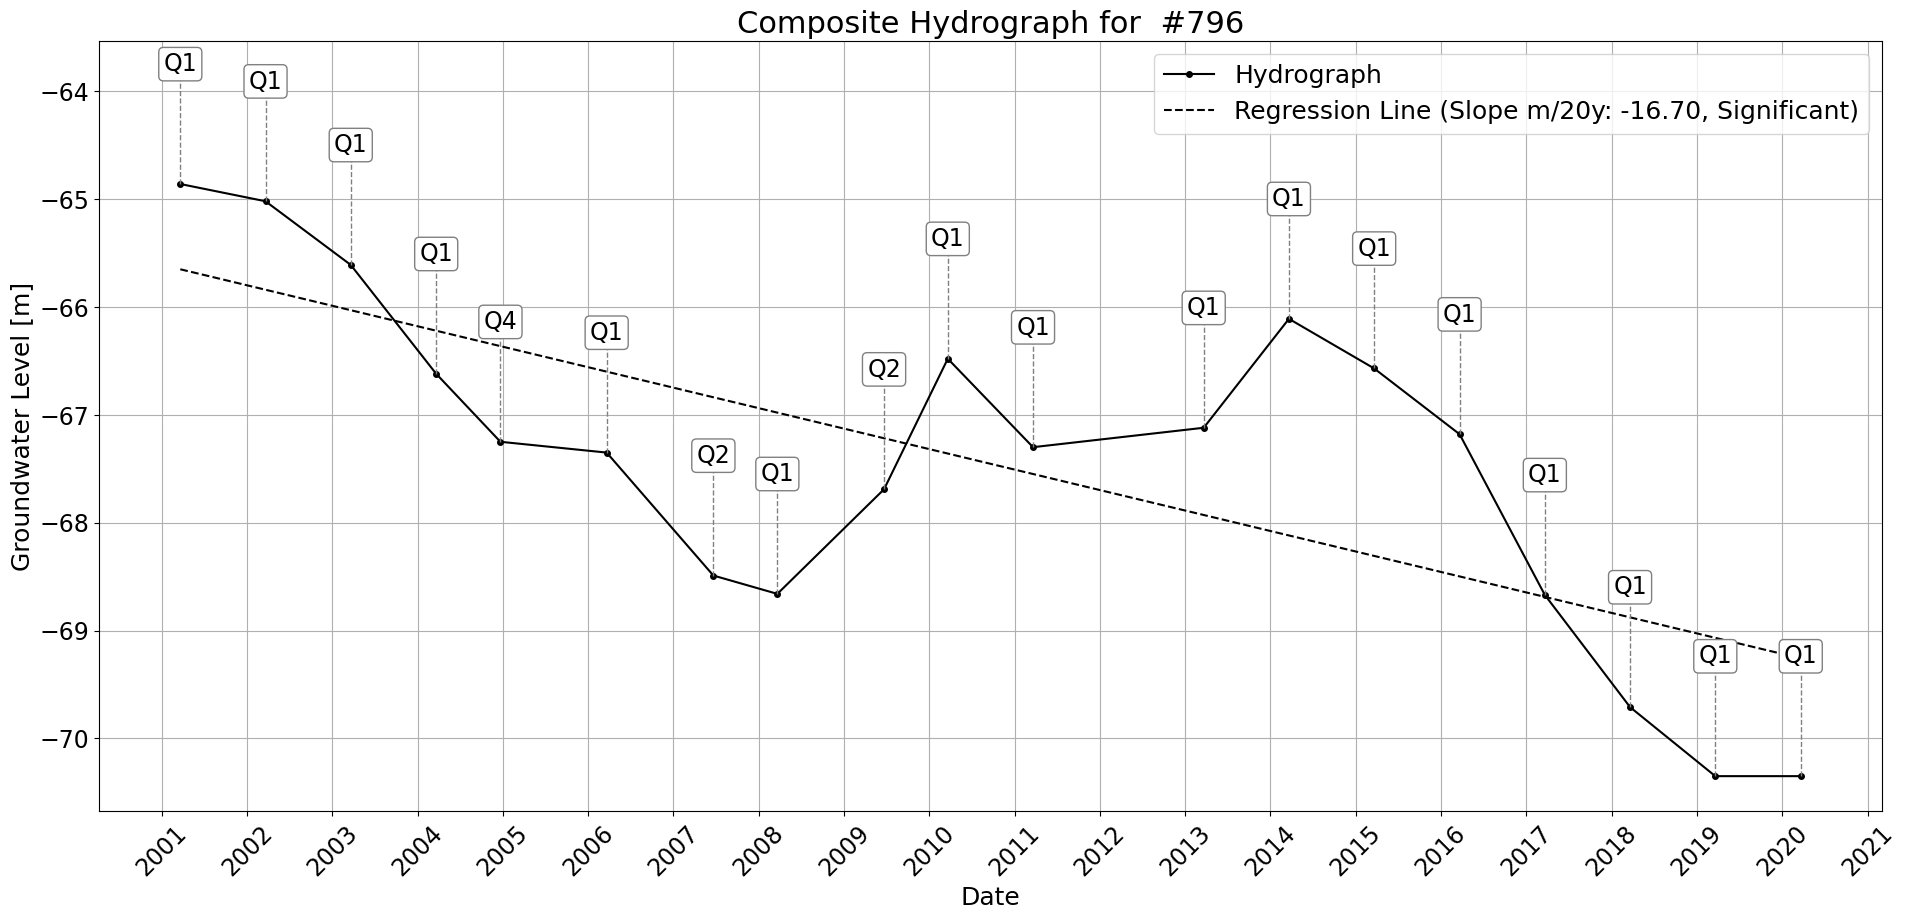 Composite Hydrograph for  #796
Hydrograph
Regression Line (Slope m/20y: -16.70, Significant)
Groundwater Level [m]
−64
−65
−66
−67
−68
−69
−70
Q1
Q1
Q1
Q1
Q4
Q1
Q2
Q1
Q2
Q1
Q1
Q1
Q1
Q1
Q1
Q1
Q1
Q1
Q1
2001
2002
2003
2004
2005
2006
2007
2008
2009
2010
2011
2012
2013
2014
2015
2016
2017
2018
2019
2020
2021
Date